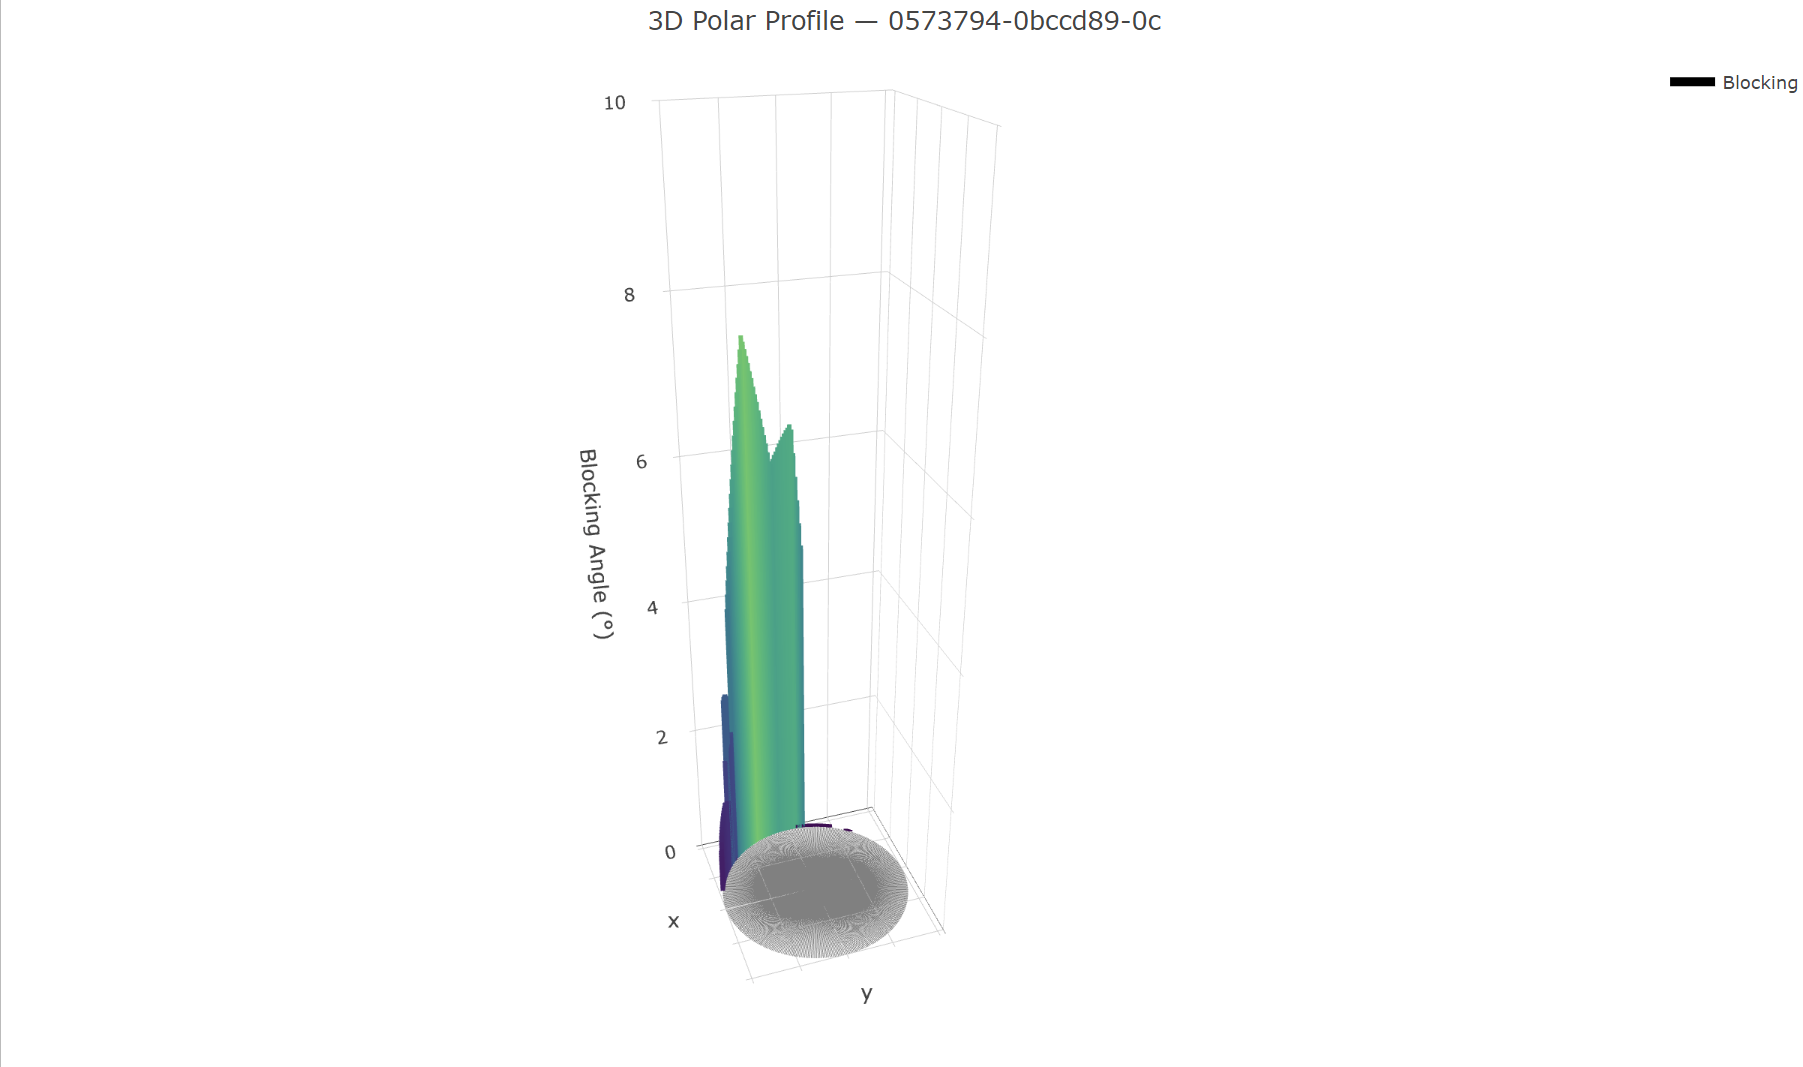 3D Polar Profile — 0573794-0bccd89-0c
Blocking
10
8
6
4
2
0
Blocking Angle (°)
x
y